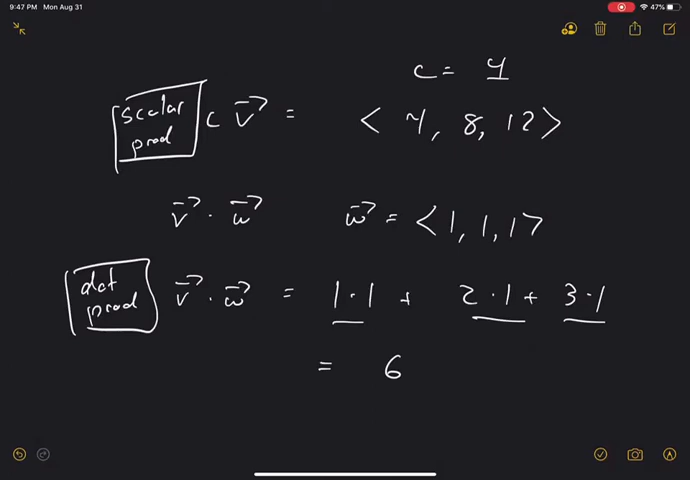 9:47 PM Mon Aug 31 47%
c = 4
scalar prod c v⃗ = < 4, 8, 12 >
v⃗ · w⃗ w⃗ = < 1, 1, 1 >
dot prod v⃗ · w⃗ = 1·1 + 2·1 + 3·1
= 6